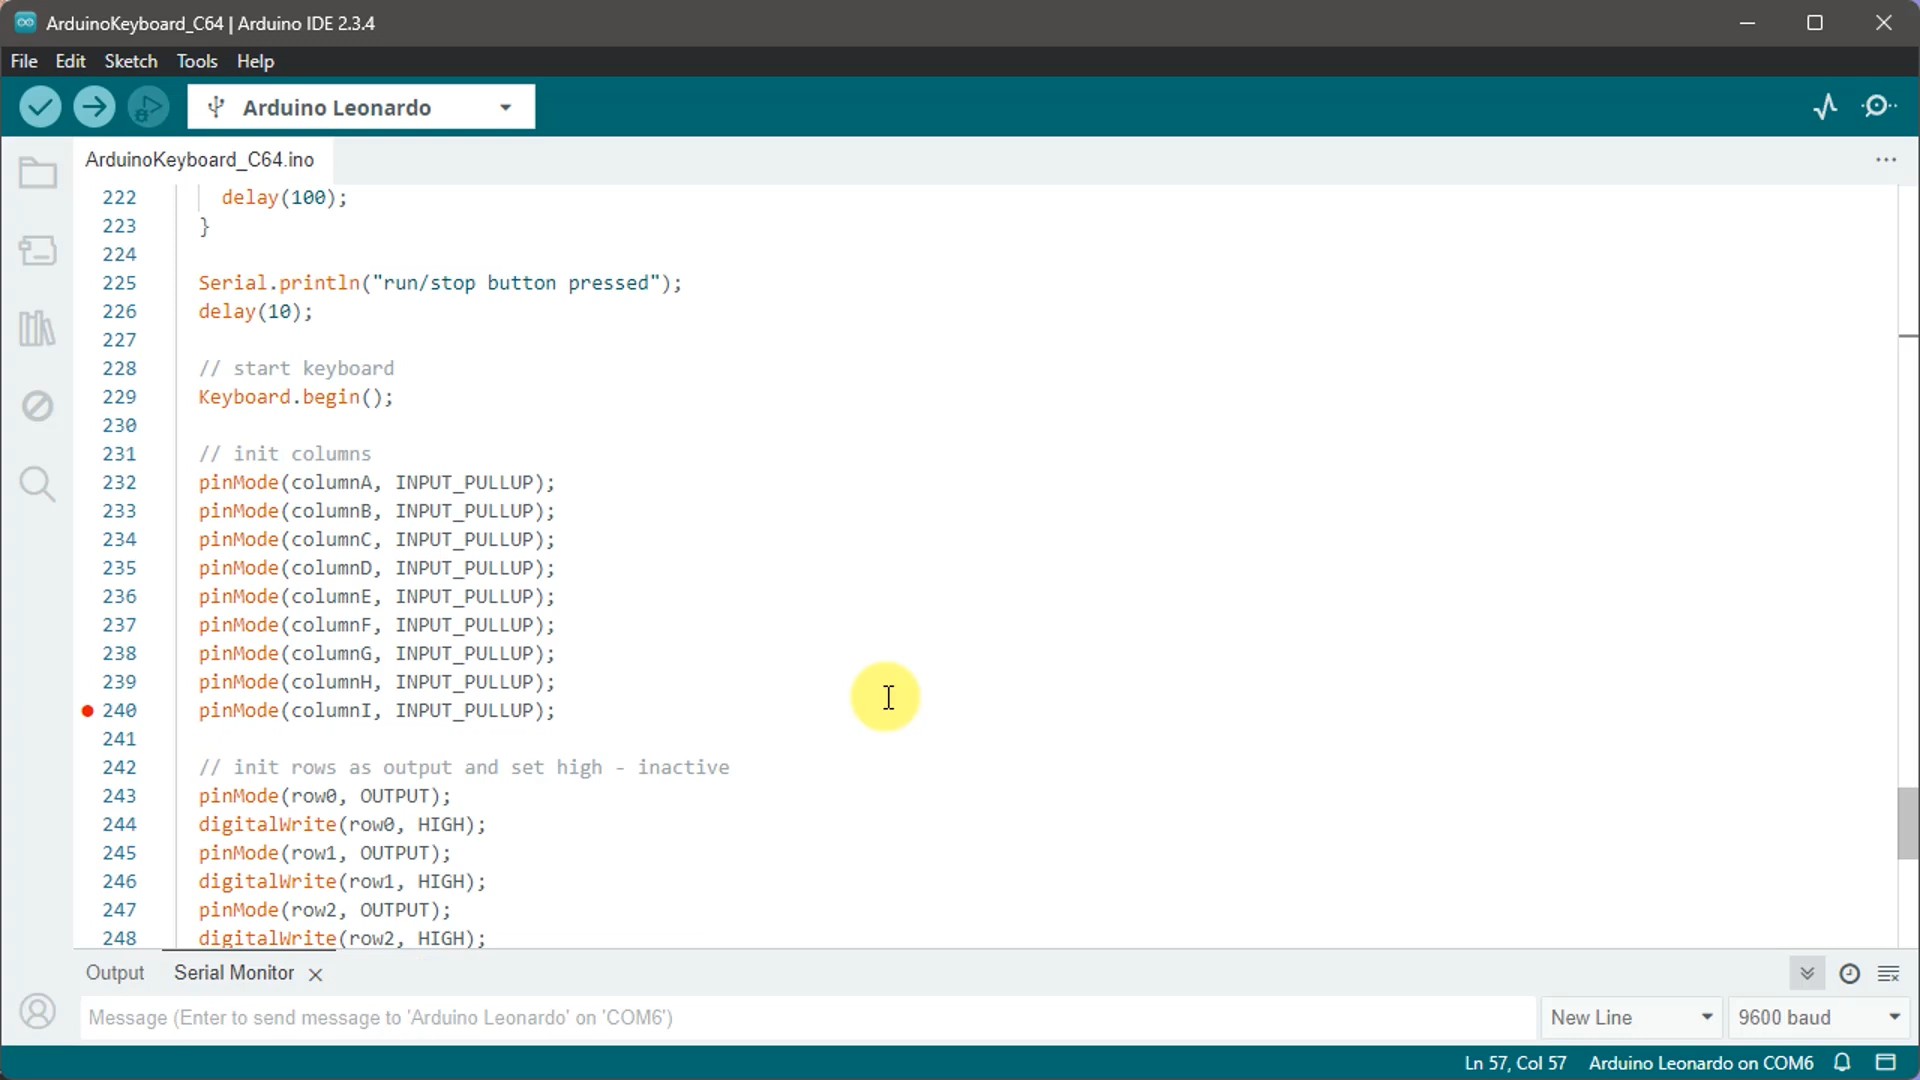 ArduinoKeyboard_C64 | Arduino IDE 2.3.4
File Edit Sketch Tools Help
Arduino Leonardo
ArduinoKeyboard_C64.ino
222 delay(100);
223 }
224
225 Serial.println("run/stop button pressed");
226 delay(10);
227
228 // start keyboard
229 Keyboard.begin();
230
231 // init columns
232 pinMode(columnA, INPUT_PULLUP);
233 pinMode(columnB, INPUT_PULLUP);
234 pinMode(columnC, INPUT_PULLUP);
235 pinMode(columnD, INPUT_PULLUP);
236 pinMode(columnE, INPUT_PULLUP);
237 pinMode(columnF, INPUT_PULLUP);
238 pinMode(columnG, INPUT_PULLUP);
239 pinMode(columnH, INPUT_PULLUP);
240 pinMode(columnI, INPUT_PULLUP);
241
242 // init rows as output and set high - inactive
243 pinMode(row0, OUTPUT);
244 digitalWrite(row0, HIGH);
245 pinMode(row1, OUTPUT);
246 digitalWrite(row1, HIGH);
247 pinMode(row2, OUTPUT);
248 digitalWrite(row2, HIGH);
Output Serial Monitor
Message (Enter to send message to 'Arduino Leonardo' on 'COM6') New Line 9600 baud
Ln 57, Col 57 Arduino Leonardo on COM6